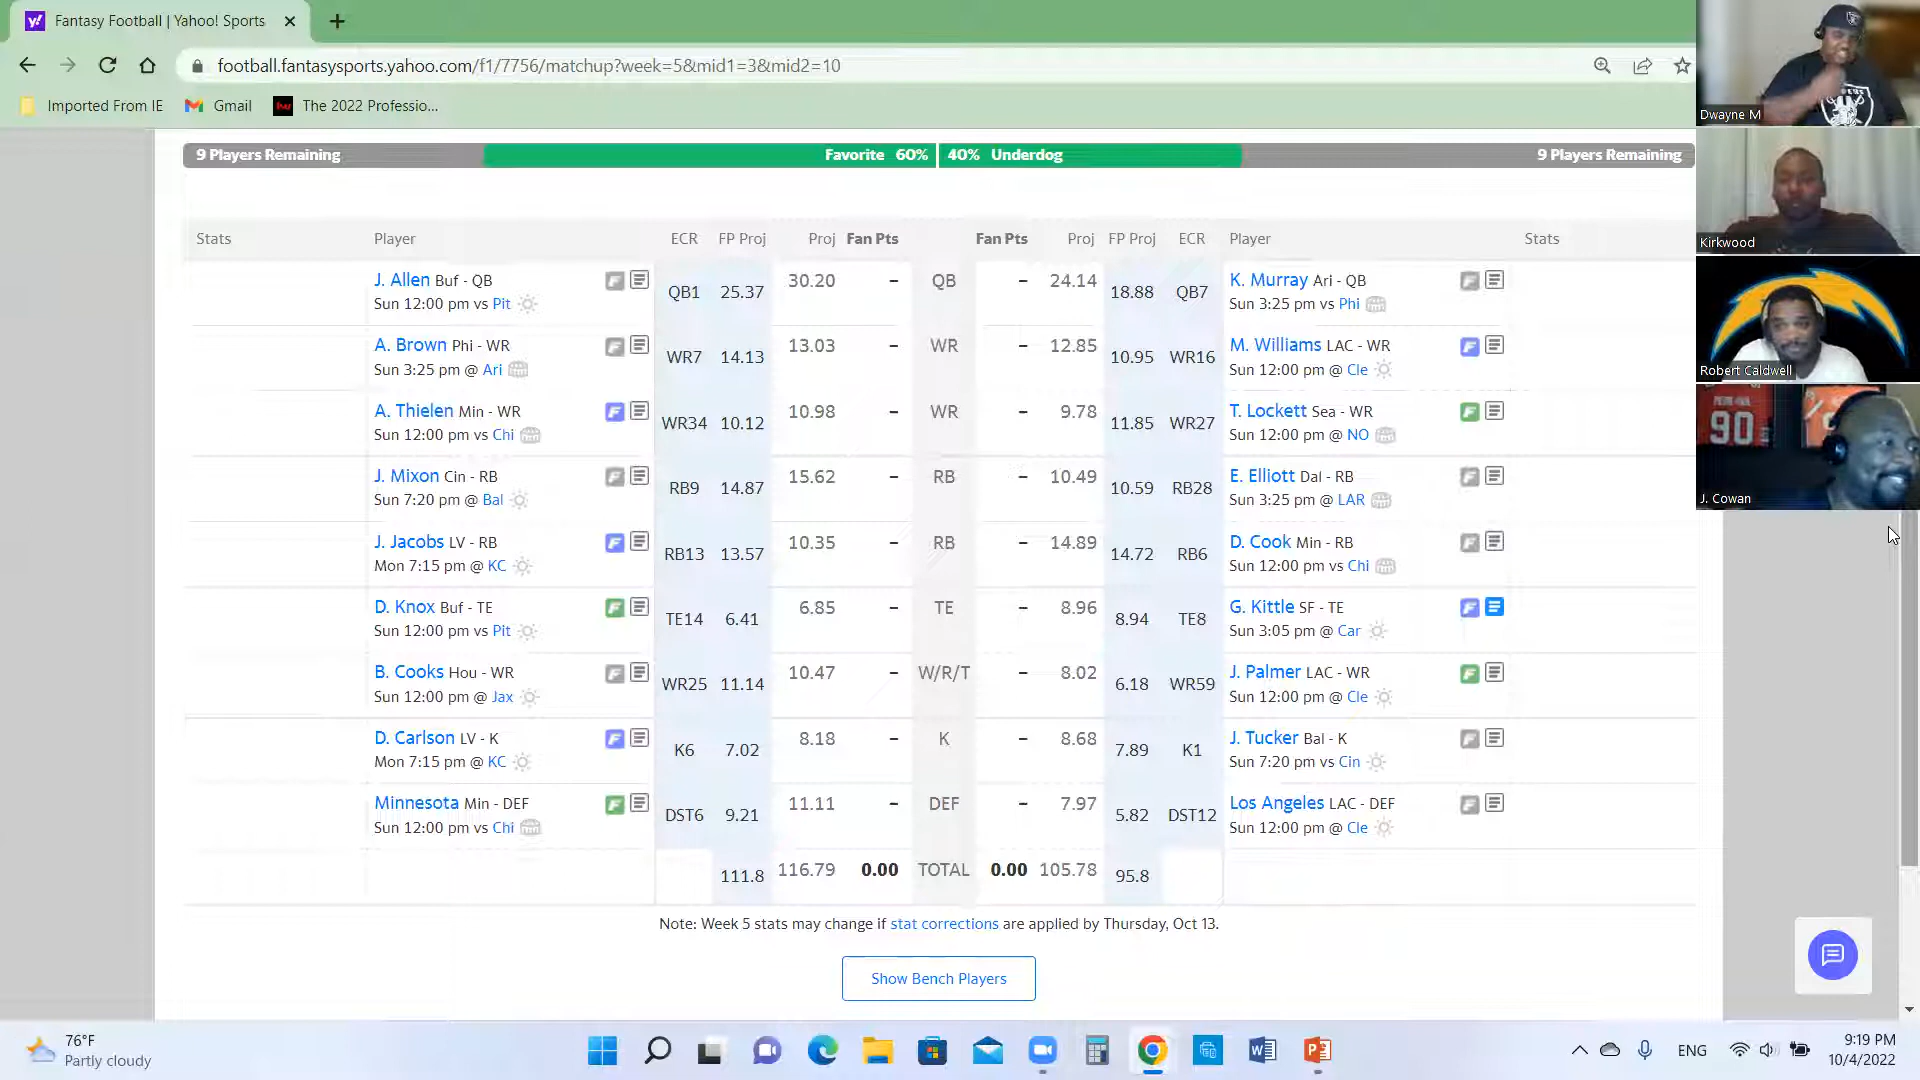 Fantasy Football | Yahoo! Sports
football.fantasysports.yahoo.com/f1/7756/matchup?week=5&mid1=3&mid2=10
Imported From IE Gmail The 2022 Professio...
9 Players Remaining Favorite 60% 40% Underdog 9 Players Remaining
Stats Player ECR FP Proj Proj Fan Pts Fan Pts Proj FP Proj ECR Player Stats
J. Allen Buf - QB QB1 25.37 30.20 – QB – 24.14 18.88 QB7 K. Murray Ari - QB
Sun 12:00 pm vs Pit Sun 3:25 pm vs Phi
A. Brown Phi - WR WR7 14.13 13.03 – WR – 12.85 10.95 WR16 M. Williams LAC - WR
Sun 3:25 pm @ Ari Sun 12:00 pm @ Cle
A. Thielen Min - WR WR34 10.12 10.98 – WR – 9.78 11.85 WR27 T. Lockett Sea - WR
Sun 12:00 pm vs Chi Sun 12:00 pm @ NO
J. Mixon Cin - RB RB9 14.87 15.62 – RB – 10.49 10.59 RB28 E. Elliott Dal - RB
Sun 7:20 pm @ Bal Sun 3:25 pm @ LAR
J. Jacobs LV - RB RB13 13.57 10.35 – RB – 14.89 14.72 RB6 D. Cook Min - RB
Mon 7:15 pm @ KC Sun 12:00 pm vs Chi
D. Knox Buf - TE TE14 6.41 6.85 – TE – 8.96 8.94 TE8 G. Kittle SF - TE
Sun 12:00 pm vs Pit Sun 3:05 pm @ Car
B. Cooks Hou - WR WR25 11.14 10.47 – W/R/T – 8.02 6.18 WR59 J. Palmer LAC - WR
Sun 12:00 pm @ Jax Sun 12:00 pm @ Cle
D. Carlson LV - K K6 7.02 8.18 – K – 8.68 7.89 K1 J. Tucker Bal - K
Mon 7:15 pm @ KC Sun 7:20 pm vs Cin
Minnesota Min - DEF DST6 9.21 11.11 – DEF – 7.97 5.82 DST12 Los Angeles LAC - DEF
Sun 12:00 pm vs Chi Sun 12:00 pm @ Cle
111.8 116.79 0.00 TOTAL 0.00 105.78 95.8
Note: Week 5 stats may change if stat corrections are applied by Thursday, Oct 13.
Show Bench Players
Dwayne M
Kirkwood
Robert Caldwell
90
J. Cowan
76°F
Partly cloudy
ENG
9:19 PM
10/4/2022